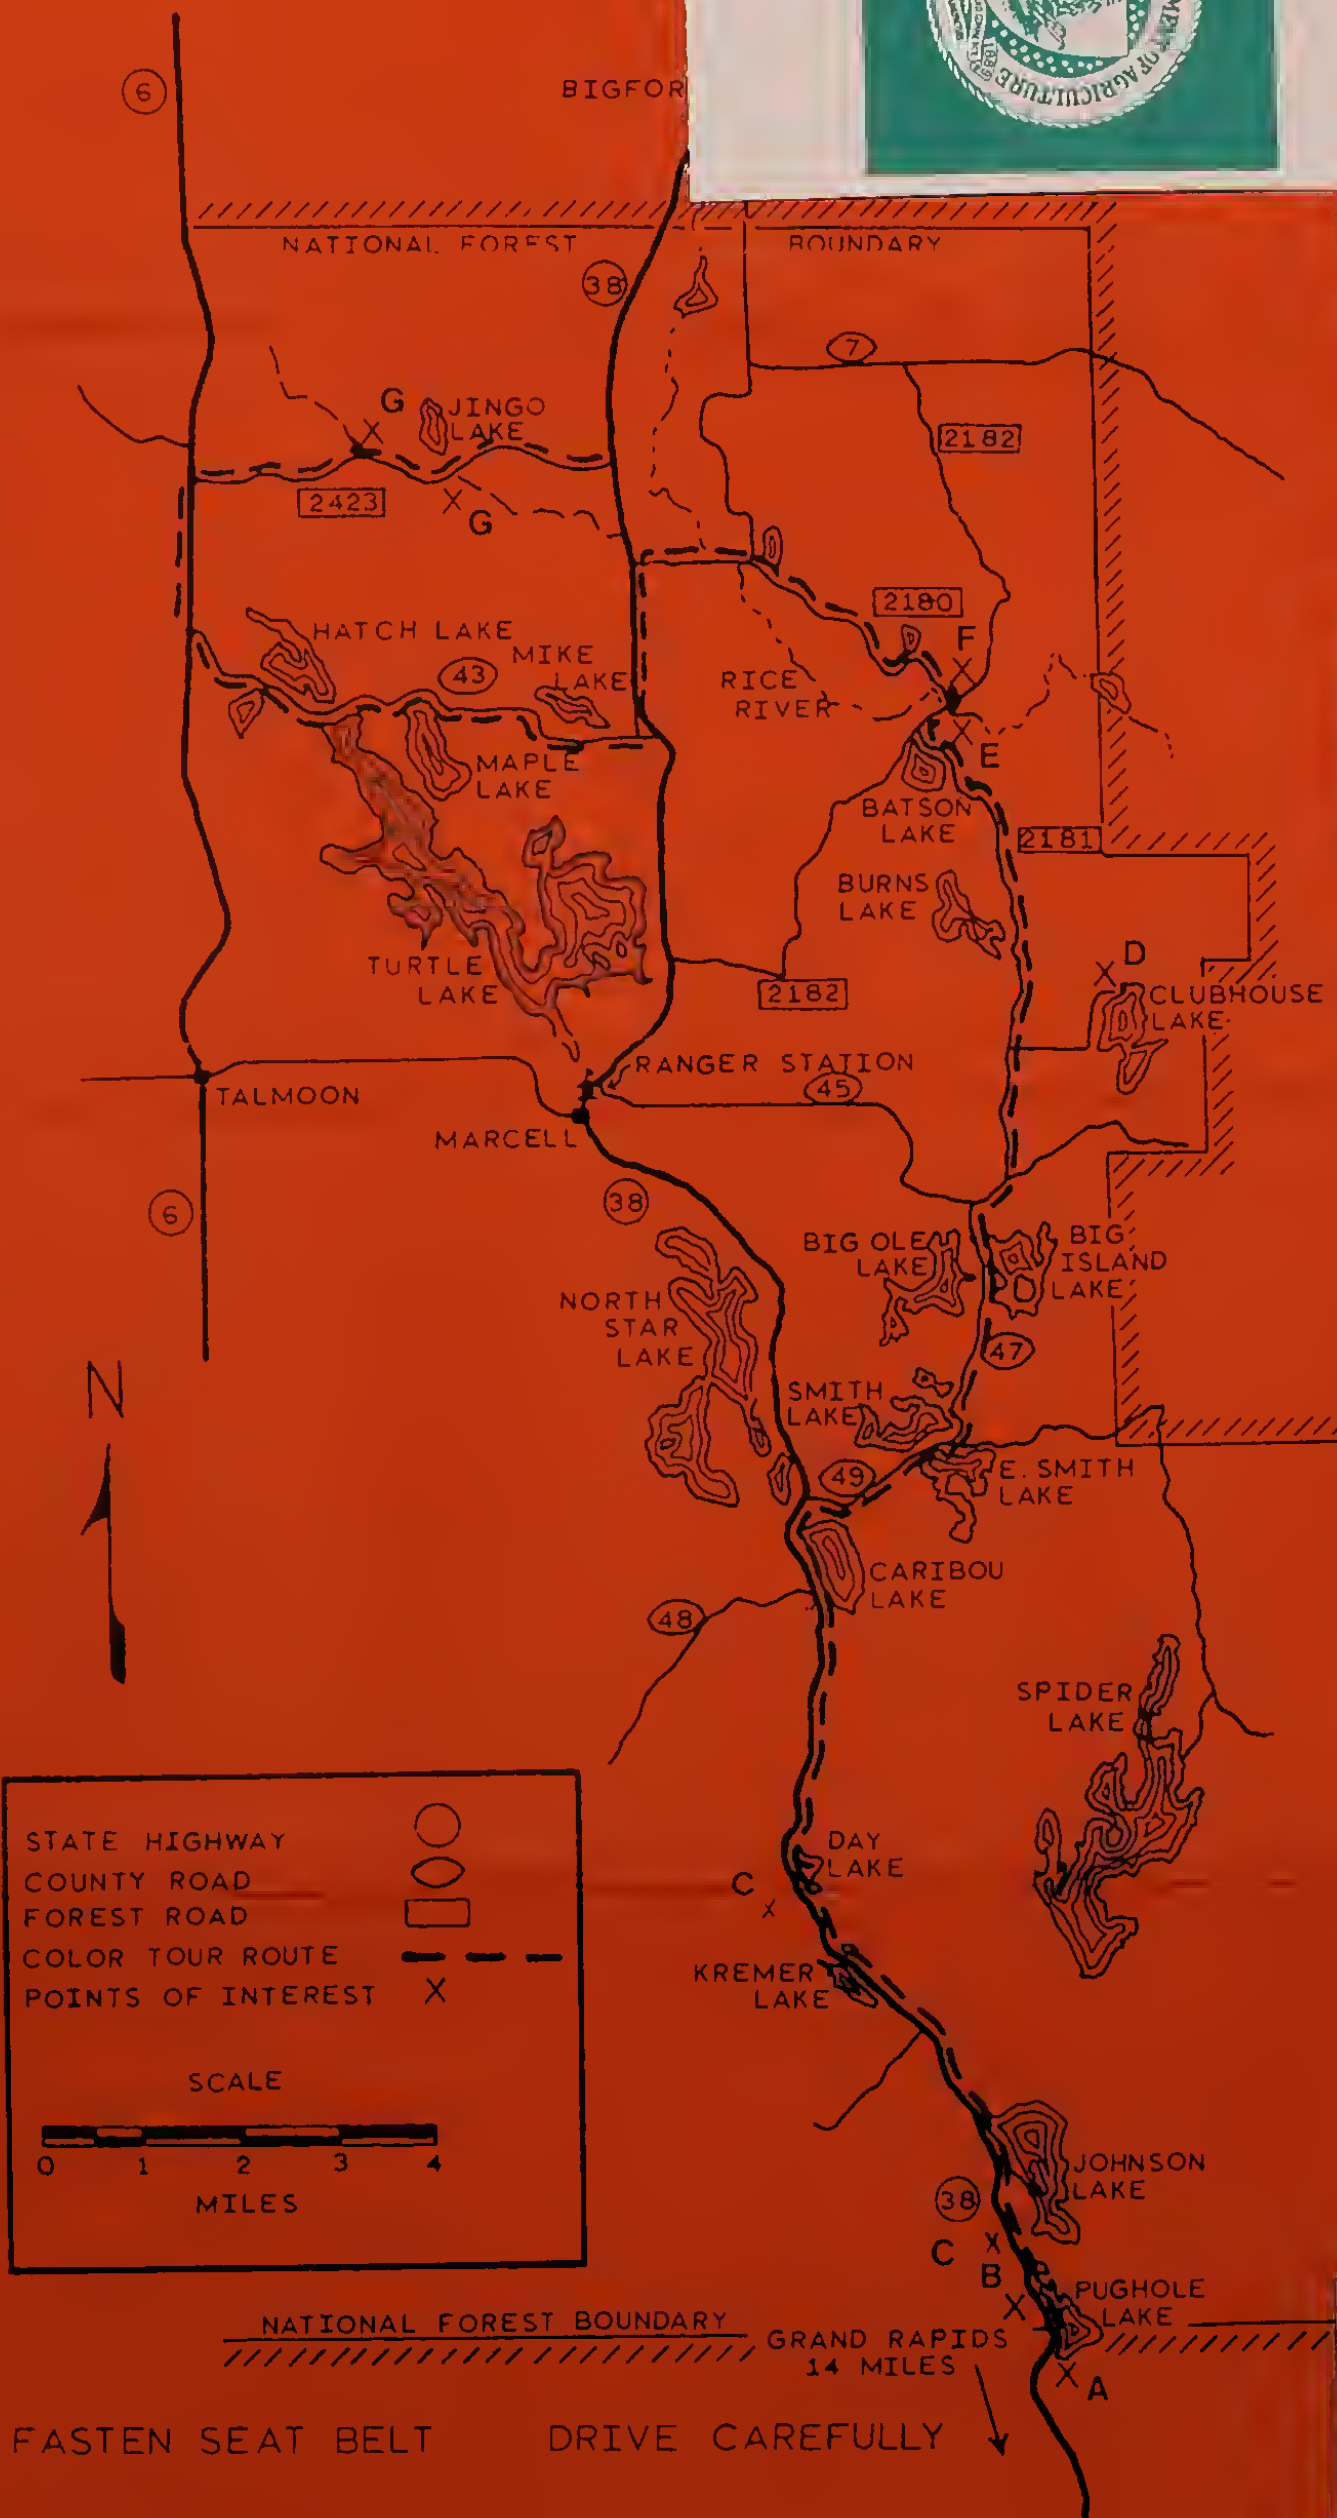 MENT OF AGRICULTURE
1889
6
BIGFOR
NATIONAL FOREST
BOUNDARY
38
7
G
JINGO
LAKE
2182
2423
G
2180
HATCH LAKE
43
MIKE
LAKE
F
RICE
RIVER
E
MAPLE
LAKE
BATSON
LAKE
2181
BURNS
LAKE
TURTLE
LAKE
D
2182
CLUBHOUSE
LAKE
RANGER STATION
45
TALMOON
MARCELL
6
38
BIG OLE
LAKE
BIG
ISLAND
LAKE
NORTH
STAR
LAKE
47
N
SMITH
LAKE
49
E. SMITH
LAKE
CARIBOU
LAKE
48
SPIDER
LAKE
STATE HIGHWAY
COUNTY ROAD
FOREST ROAD
COLOR TOUR ROUTE
POINTS OF INTEREST X
SCALE
0 1 2 3 4
MILES
DAY
LAKE
C
KREMER
LAKE
JOHNSON
LAKE
38
C
B
PUGHOLE
LAKE
NATIONAL FOREST BOUNDARY
GRAND RAPIDS
14 MILES
A
FASTEN SEAT BELT DRIVE CAREFULLY